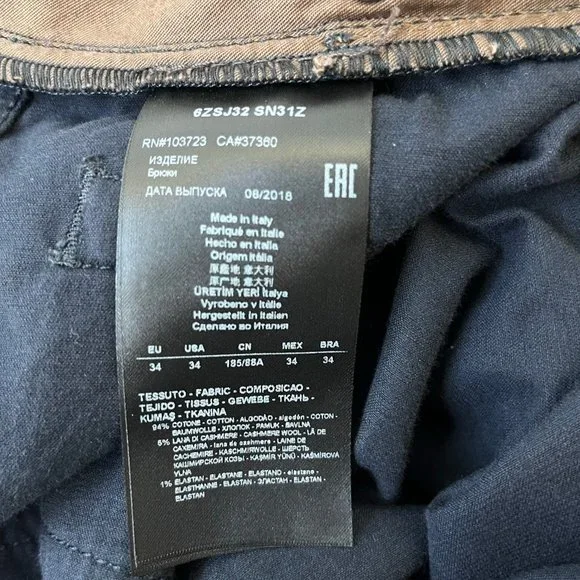 6ZSJ32 SN31Z
RN#103723 CA#37360
ИЗДЕЛИЕ
Брюки
ДАТА ВЫПУСКА 08/2018
EAC
Made in Italy
Fabriqué en Italie
Hecho en Italia
Origem Itália
原産地 意大利
原产地 意大利
ÜRETİM YERİ İtalya
Vyrobeno v Itálie
Hergestellt in Italien
Сделано во Италия
EU USA CN MEX BRA
34 34 185/88A 34 34
TESSUTO - FABRIC - COMPOSICAO -
TEJIDO - TISSUS - GEWEBE - ТКАНЬ -
KUMAŞ - TKANINA
94% COTONE - COTTON - ALGODÃO - algodón - COTON -
BAUMWOLLE - ХЛОПОК - PAMUK - BAVLNA
5% LANA DI CASHMERE - CASHMERE WOOL - LÃ DE
CAXEMIRA - lana de cashmere - LAINE DE
CACHEMIRE - KASCHMIRWOLLE - ШЕРСТЬ
КАШМИРСКОЙ КОЗЫ - KAŞMİR YÜNÜ - KAŠMÍROVA
VLNA
1% ELASTAN - ELASTANE - ELASTANO - elastano -
ELASTHANNE - ELASTAN - ЭЛАСТАН - ELASTAN -
ELASTAN